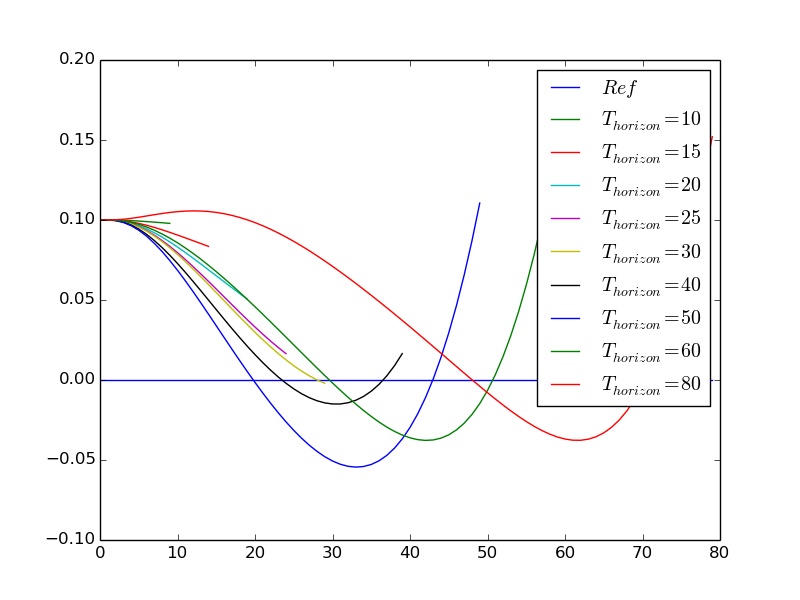 0.20
0.15
0.10
0.05
0.00
−0.05
−0.10
0 10 20 30 40 50 60 70 80
Ref
T_horizon=10
T_horizon=15
T_horizon=20
T_horizon=25
T_horizon=30
T_horizon=40
T_horizon=50
T_horizon=60
T_horizon=80